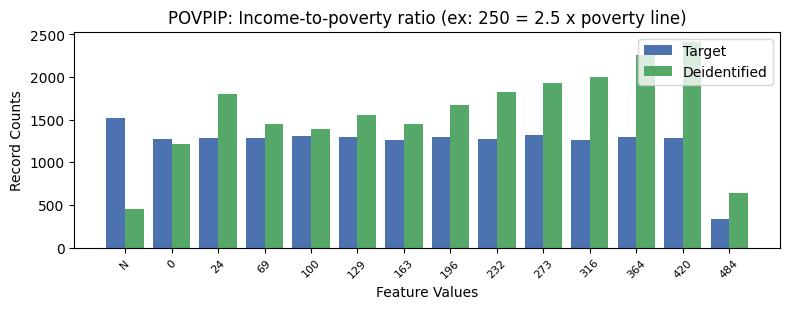 POVPIP: Income-to-poverty ratio (ex: 250 = 2.5 x poverty line)
Record Counts
2500
2000
1500
1000
500
0
Target
Deidentified
N 0 24 69 100 129 163 196 232 273 316 364 420 484
Feature Values